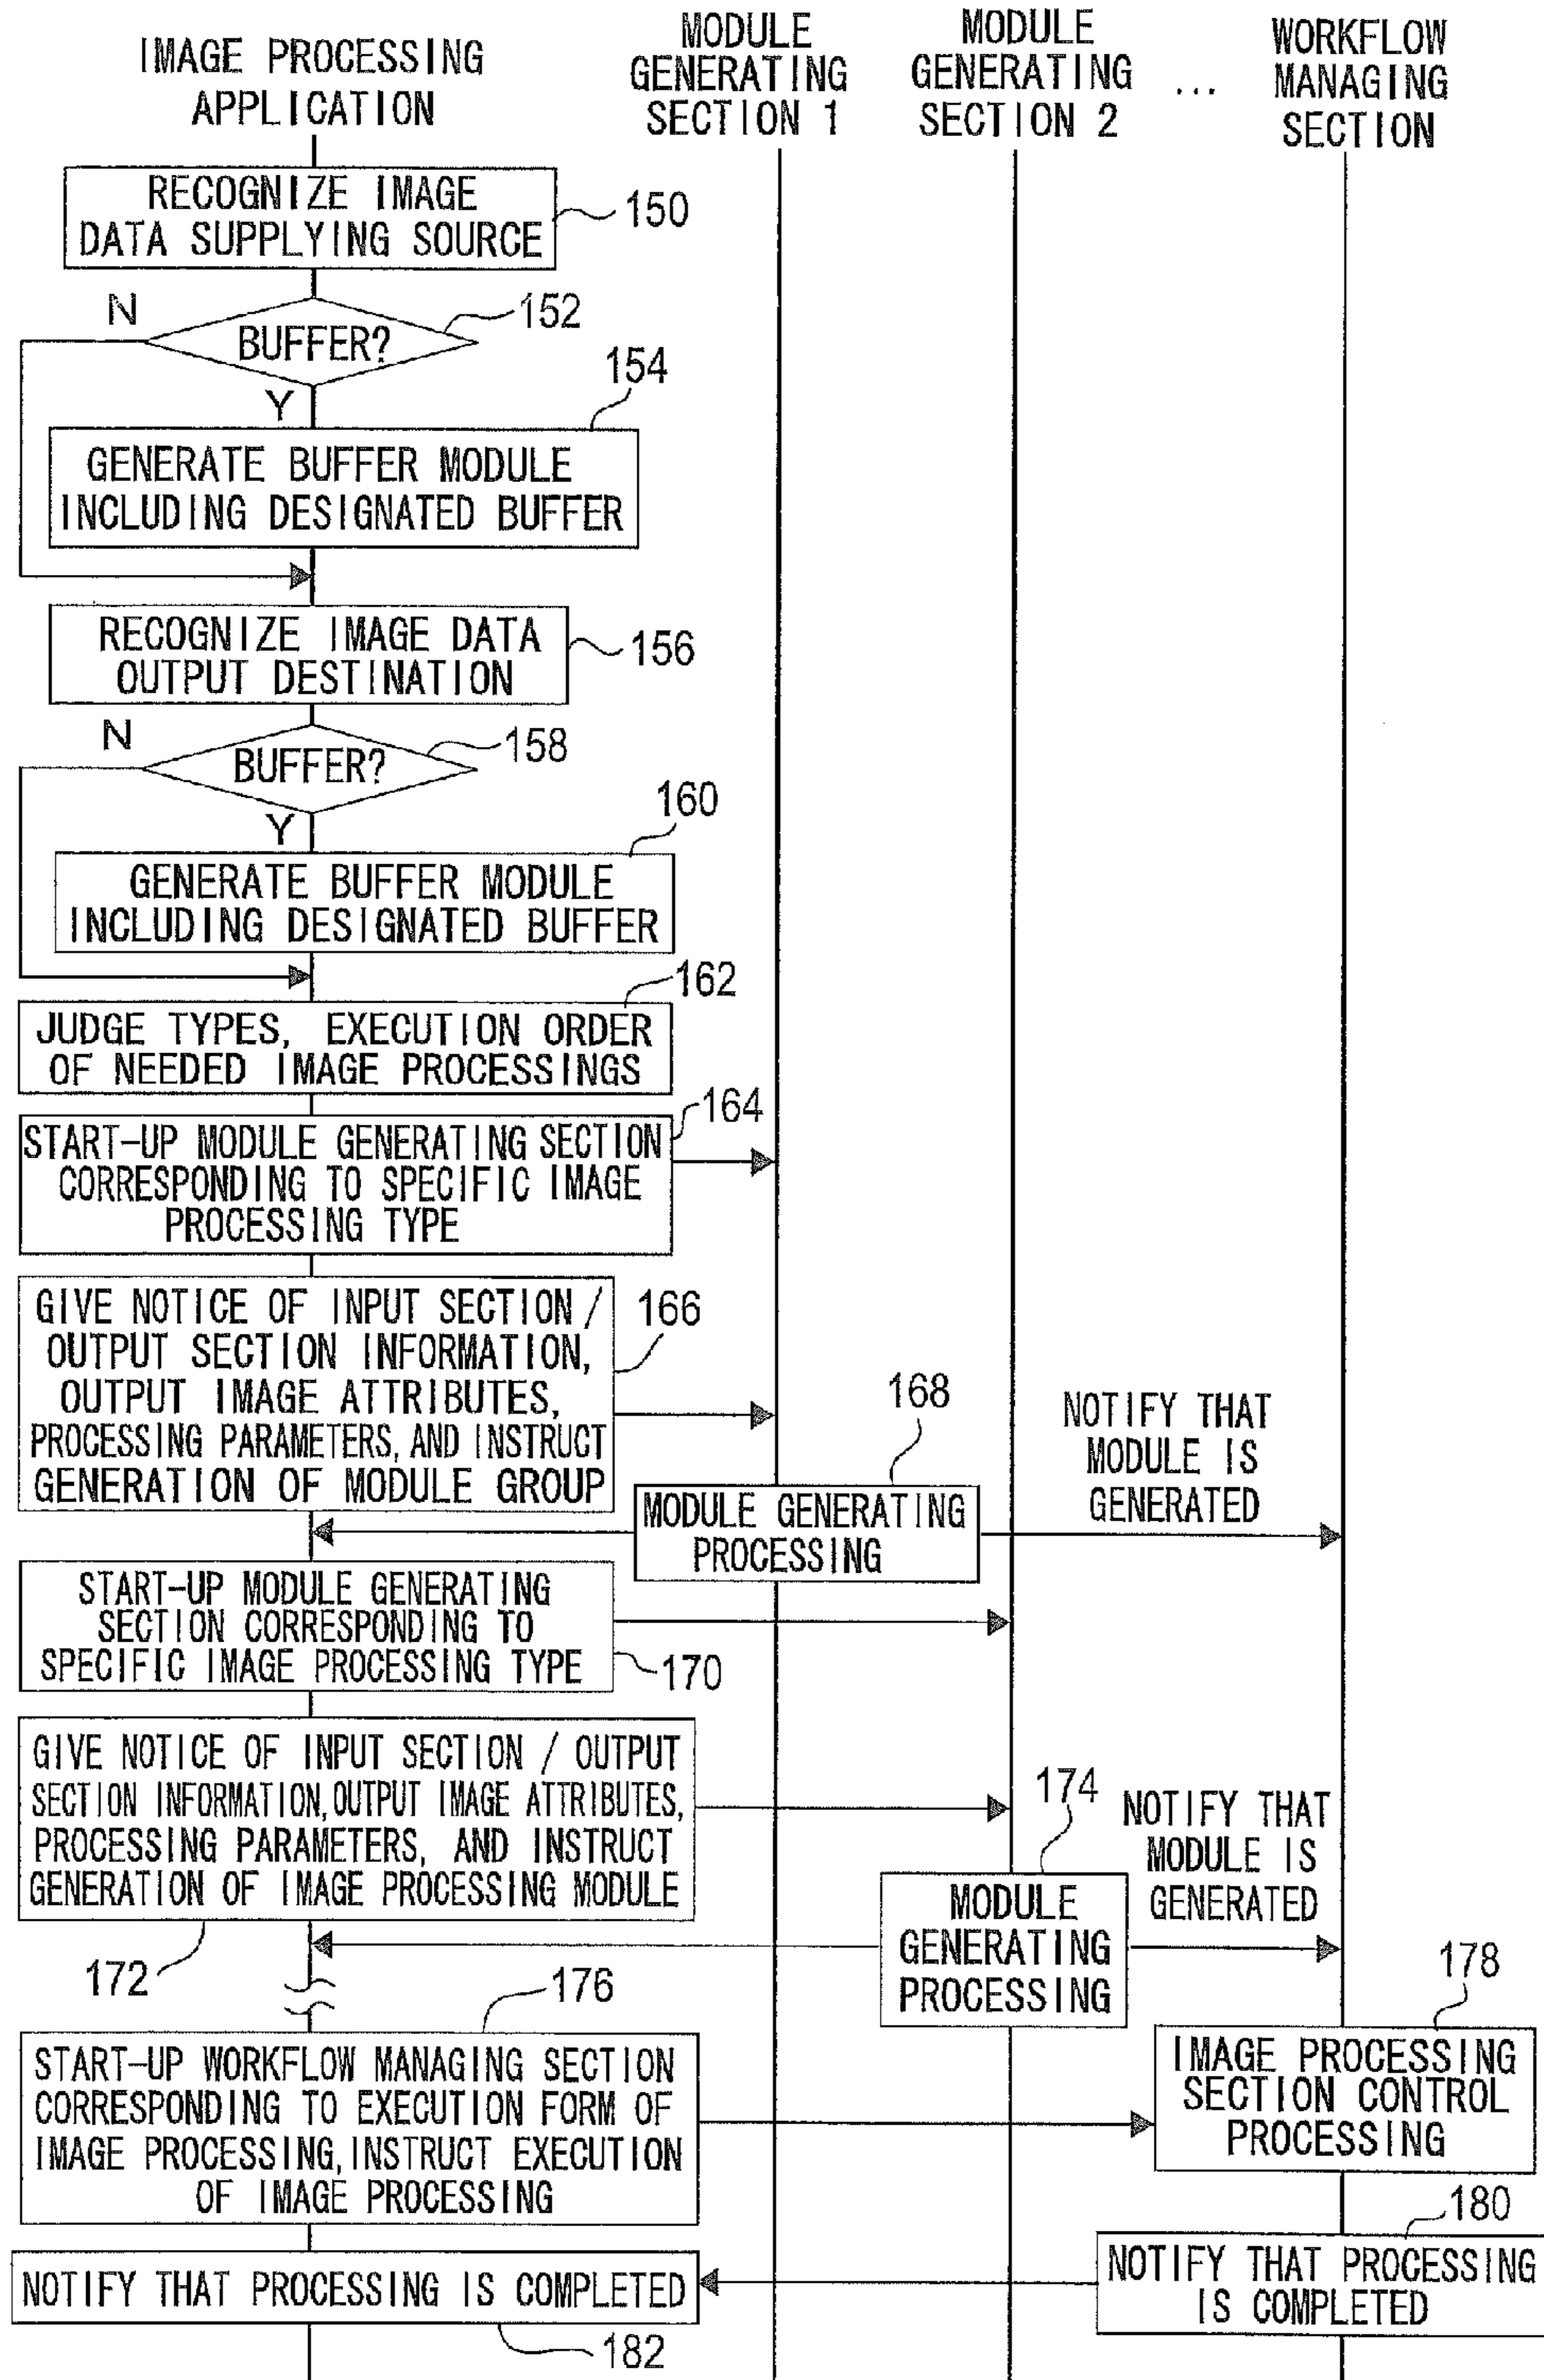 IMAGE PROCESSING
APPLICATION
MODULE
GENERATING
SECTION 1
MODULE
GENERATING
SECTION 2
...
WORKFLOW
MANAGING
SECTION
RECOGNIZE IMAGE
DATA SUPPLYING SOURCE
150
N
BUFFER?
152
Y
154
GENERATE BUFFER MODULE
INCLUDING DESIGNATED BUFFER
RECOGNIZE IMAGE DATA
OUTPUT DESTINATION
156
N
BUFFER?
158
Y
160
GENERATE BUFFER MODULE
INCLUDING DESIGNATED BUFFER
162
JUDGE TYPES, EXECUTION ORDER
OF NEEDED IMAGE PROCESSINGS
164
START-UP MODULE GENERATING SECTION
CORRESPONDING TO SPECIFIC IMAGE
PROCESSING TYPE
GIVE NOTICE OF INPUT SECTION /
OUTPUT SECTION INFORMATION,
OUTPUT IMAGE ATTRIBUTES,
PROCESSING PARAMETERS, AND INSTRUCT
GENERATION OF MODULE GROUP
166
168
MODULE GENERATING
PROCESSING
NOTIFY THAT
MODULE IS
GENERATED
START-UP MODULE GENERATING
SECTION CORRESPONDING TO
SPECIFIC IMAGE PROCESSING TYPE
170
GIVE NOTICE OF INPUT SECTION / OUTPUT
SECTION INFORMATION, OUTPUT IMAGE ATTRIBUTES,
PROCESSING PARAMETERS, AND INSTRUCT
GENERATION OF IMAGE PROCESSING MODULE
172
174
MODULE
GENERATING
PROCESSING
NOTIFY THAT
MODULE IS
GENERATED
176
START-UP WORKFLOW MANAGING SECTION
CORRESPONDING TO EXECUTION FORM OF
IMAGE PROCESSING, INSTRUCT EXECUTION
OF IMAGE PROCESSING
178
IMAGE PROCESSING
SECTION CONTROL
PROCESSING
180
NOTIFY THAT PROCESSING
IS COMPLETED
NOTIFY THAT PROCESSING IS COMPLETED
182